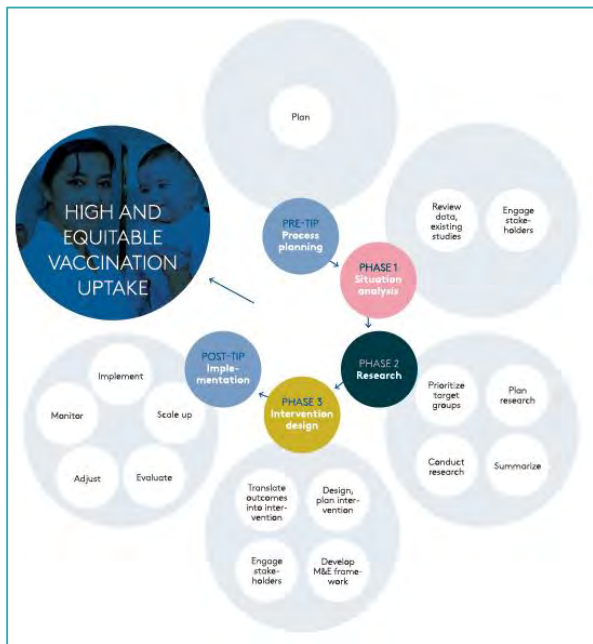 Plan
HIGH AND
EQUITABLE
VACCINATION
UPTAKE
PRE-TIP
Process
planning
Review
data,
existing
studies
Engage
stake-
holders
PHASE 1
Situation
analysis
PHASE 2
Research
Prioritize
target
groups
Plan
research
Conduct
research
Summarize
PHASE 3
Intervention
design
Translate
outcomes
into inter-
vention
Design,
plan inter-
vention
Engage
stake-
holders
Develop
M&E frame-
work
POST-TIP
Imple-
mentation
Implement
Monitor
Scale up
Adjust
Evaluate